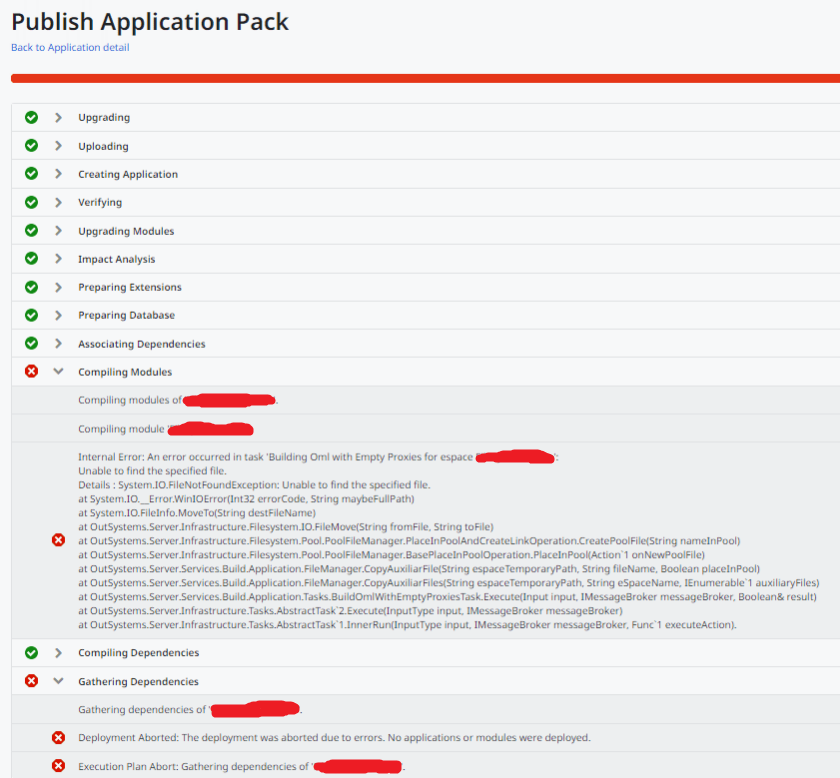 Publish Application Pack
Back to Application detail
Upgrading
Uploading
Creating Application
Verifying
Upgrading Modules
Impact Analysis
Preparing Extensions
Preparing Database
Associating Dependencies
Compiling Modules
Compiling modules of .
Compiling module '
Internal Error: An error occurred in task 'Building Oml with Empty Proxies for espace ':
Unable to find the specified file.
Details : System.IO.FileNotFoundException: Unable to find the specified file.
at System.IO.__Error.WinIOError(Int32 errorCode, String maybeFullPath)
at System.IO.FileInfo.MoveTo(String destFileName)
at OutSystems.Server.Infrastructure.Filesystem.IO.FileMove(String fromFile, String toFile)
at OutSystems.Server.Infrastructure.Filesystem.Pool.PoolFileManager.PlaceInPoolAndCreateLinkOperation.CreatePoolFile(String nameInPool)
at OutSystems.Server.Infrastructure.Filesystem.Pool.PoolFileManager.BasePlaceInPoolOperation.PlaceInPool(Action`1 onNewPoolFile)
at OutSystems.Server.Services.Build.Application.FileManager.CopyAuxiliarFile(String espaceTemporaryPath, String fileName, Boolean placeInPool)
at OutSystems.Server.Services.Build.Application.FileManager.CopyAuxiliarFiles(String espaceTemporaryPath, String eSpaceName, IEnumerable`1 auxiliaryFiles)
at OutSystems.Server.Services.Build.Application.Tasks.BuildOmlWithEmptyProxiesTask.Execute(Input input, IMessageBroker messageBroker, Boolean& result)
at OutSystems.Server.Infrastructure.Tasks.AbstractTask`2.Execute(InputType input, IMessageBroker messageBroker)
at OutSystems.Server.Infrastructure.Tasks.AbstractTask`1.InnerRun(InputType input, IMessageBroker messageBroker, Func`1 executeAction).
Compiling Dependencies
Gathering Dependencies
Gathering dependencies of ' .
Deployment Aborted: The deployment was aborted due to errors. No applications or modules were deployed.
Execution Plan Abort: Gathering dependencies of ' .